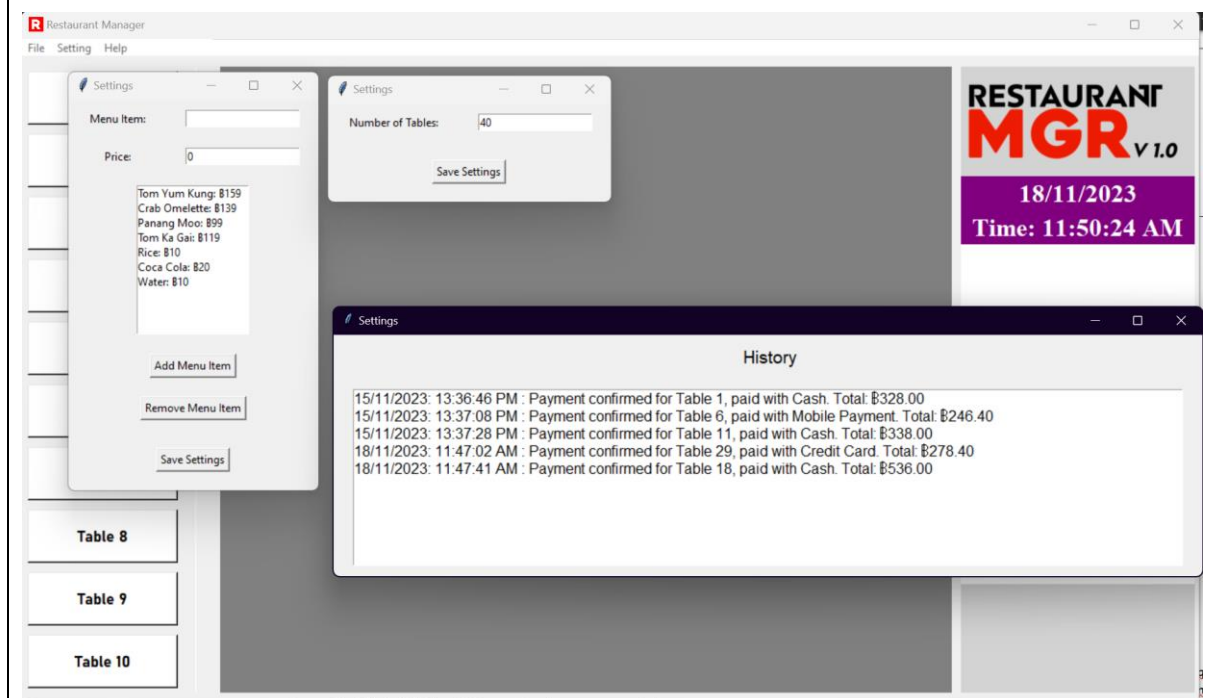 Restaurant Manager
File Setting Help
Settings
Menu Item:
Price: 0
Tom Yum Kung: ฿159
Crab Omelette: ฿139
Panang Moo: ฿99
Tom Ka Gai: ฿119
Rice: ฿10
Coca Cola: ฿20
Water: ฿10
Add Menu Item
Remove Menu Item
Save Settings
Settings
Number of Tables: 40
Save Settings
RESTAURANT
MGR V 1.0
18/11/2023
Time: 11:50:24 AM
Settings
History
15/11/2023: 13:36:46 PM : Payment confirmed for Table 1, paid with Cash. Total: ฿328.00
15/11/2023: 13:37:08 PM : Payment confirmed for Table 6, paid with Mobile Payment. Total: ฿246.40
15/11/2023: 13:37:28 PM : Payment confirmed for Table 11, paid with Cash. Total: ฿338.00
18/11/2023: 11:47:02 AM : Payment confirmed for Table 29, paid with Credit Card. Total: ฿278.40
18/11/2023: 11:47:41 AM : Payment confirmed for Table 18, paid with Cash. Total: ฿536.00
Table 8
Table 9
Table 10